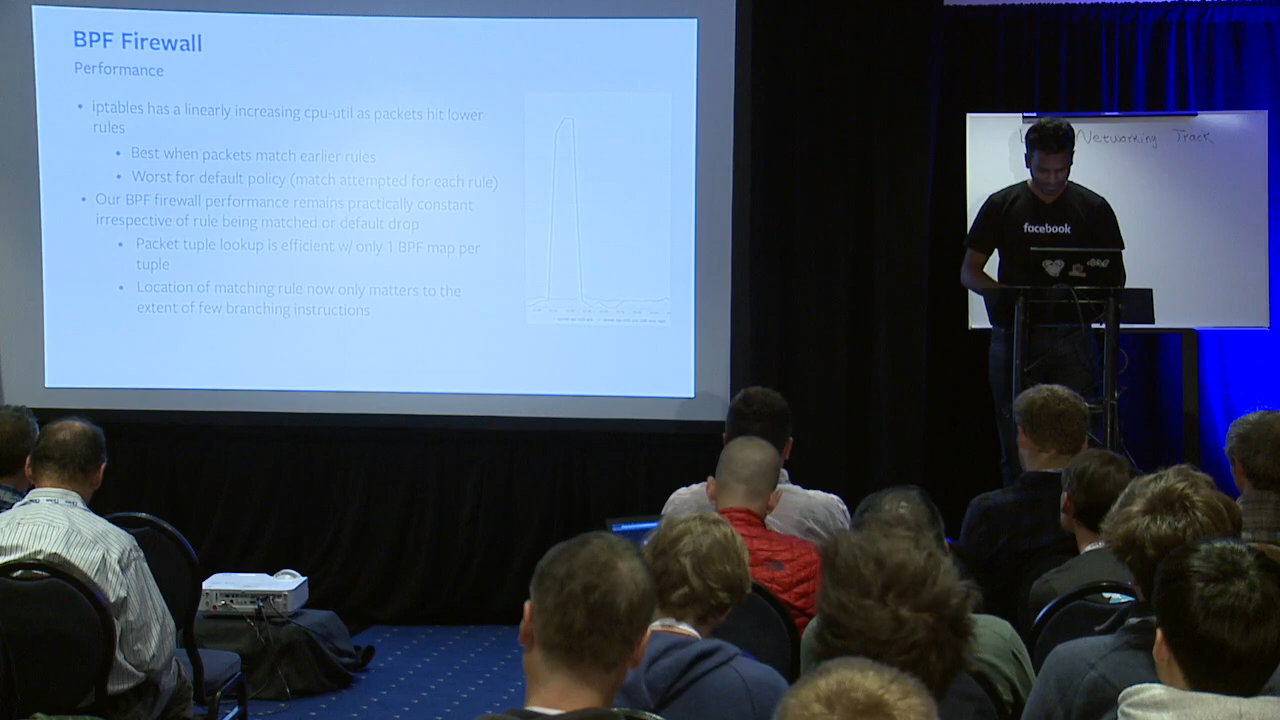 BPF Firewall
Performance
• iptables has a linearly increasing cpu-util as packets hit lower
rules
• Best when packets match earlier rules
• Worst for default policy (match attempted for each rule)
• Our BPF firewall performance remains practically constant
irrespective of rule being matched or default drop
• Packet tuple lookup is efficient w/ only 1 BPF map per
tuple
• Location of matching rule now only matters to the
extent of few branching instructions
Networking Track
facebook